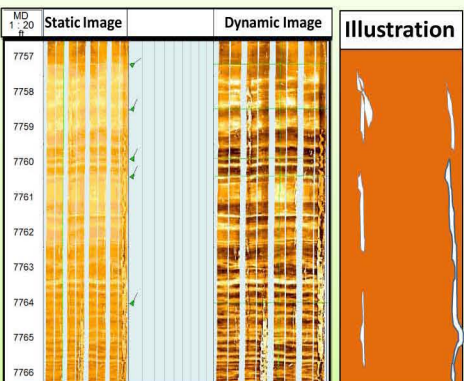 MD
1 : 20
ft
Static Image
Dynamic Image
Illustration
7757
7758
7759
7760
7761
7762
7763
7764
7765
7766